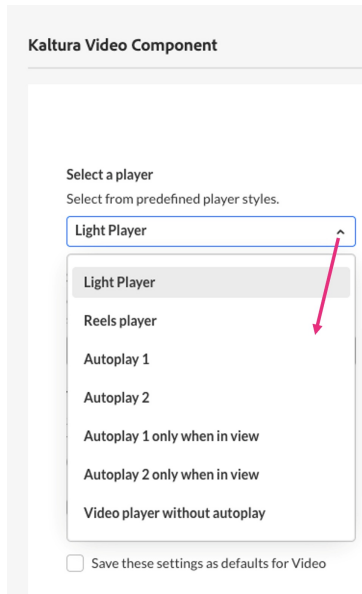 Kaltura Video Component
Select a player
Select from predefined player styles.
Light Player
Light Player
Reels player
Autoplay 1
Autoplay 2
Autoplay 1 only when in view
Autoplay 2 only when in view
Video player without autoplay
Save these settings as defaults for Video